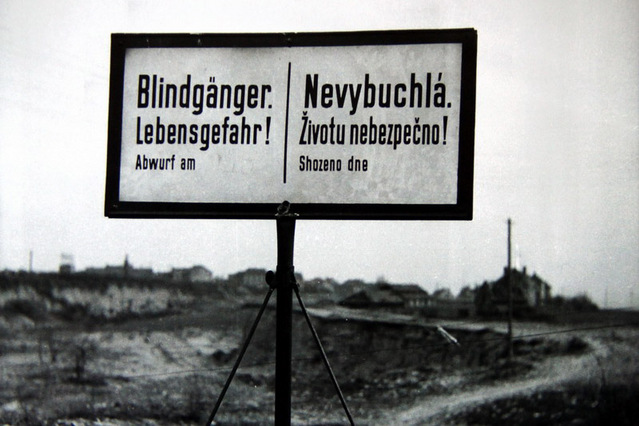 Blindgänger.
Lebensgefahr!
Abwurf am
Nevybuchlá.
Životu nebezpečno!
Shozeno dne